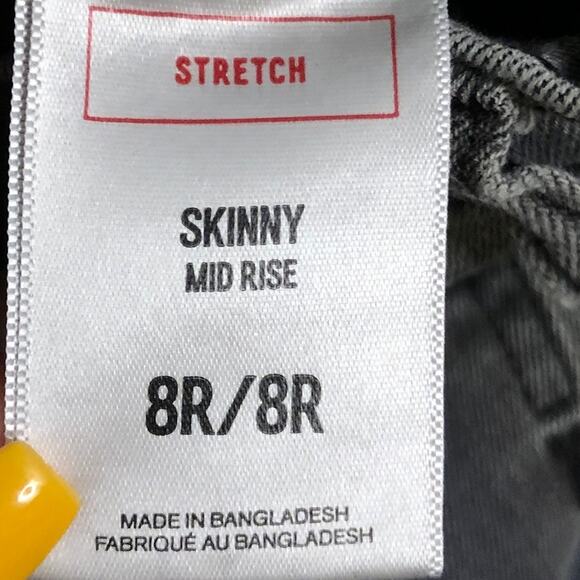 STRETCH
SKINNY
MID RISE
8R/8R
MADE IN BANGLADESH
FABRIQUÉ AU BANGLADESH